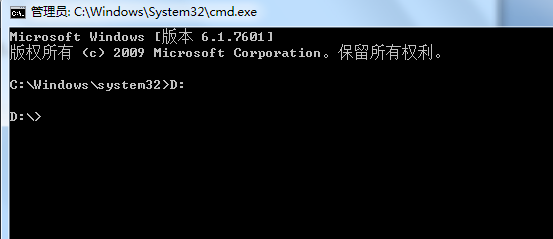 管理员: C:\Windows\System32\cmd.exe
Microsoft Windows [版本 6.1.7601]
版权所有 (c) 2009 Microsoft Corporation。保留所有权利。
C:\Windows\system32>D:
D:\>